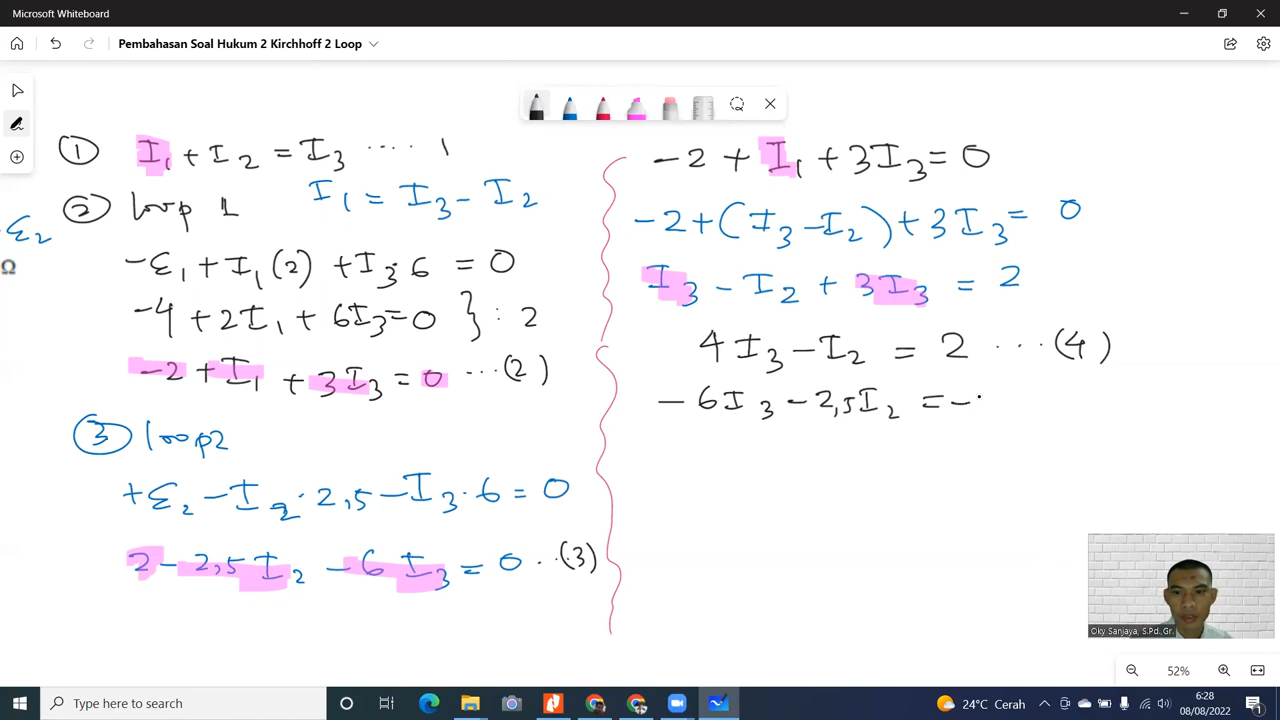 Microsoft Whiteboard
Pembahasan Soal Hukum 2 Kirchhoff 2 Loop
① I₁ + I₂ = I₃ .... 1
I₁ = I₃ - I₂
② loop 1
-ε₁ + I₁(2) + I₃·6 = 0
-4 + 2I₁ + 6I₃ = 0 } : 2
-2 + I₁ + 3I₃ = 0 ...(2)
③ loop2
+ε₂ - I₂·2,5 - I₃·6 = 0
2 - 2,5I₂ - 6I₃ = 0 ..(3)
-ε₂
Ω
-2 + I₁ + 3I₃ = 0
-2 + (I₃ - I₂) + 3I₃ = 0
I₃ - I₂ + 3I₃ = 2
4I₃ - I₂ = 2 ...(4)
-6I₃ - 2,5I₂ = -
Oky Sanjaya, S.Pd.,Gr.
52%
Type here to search
24°C Cerah
6:28
08/08/2022
1